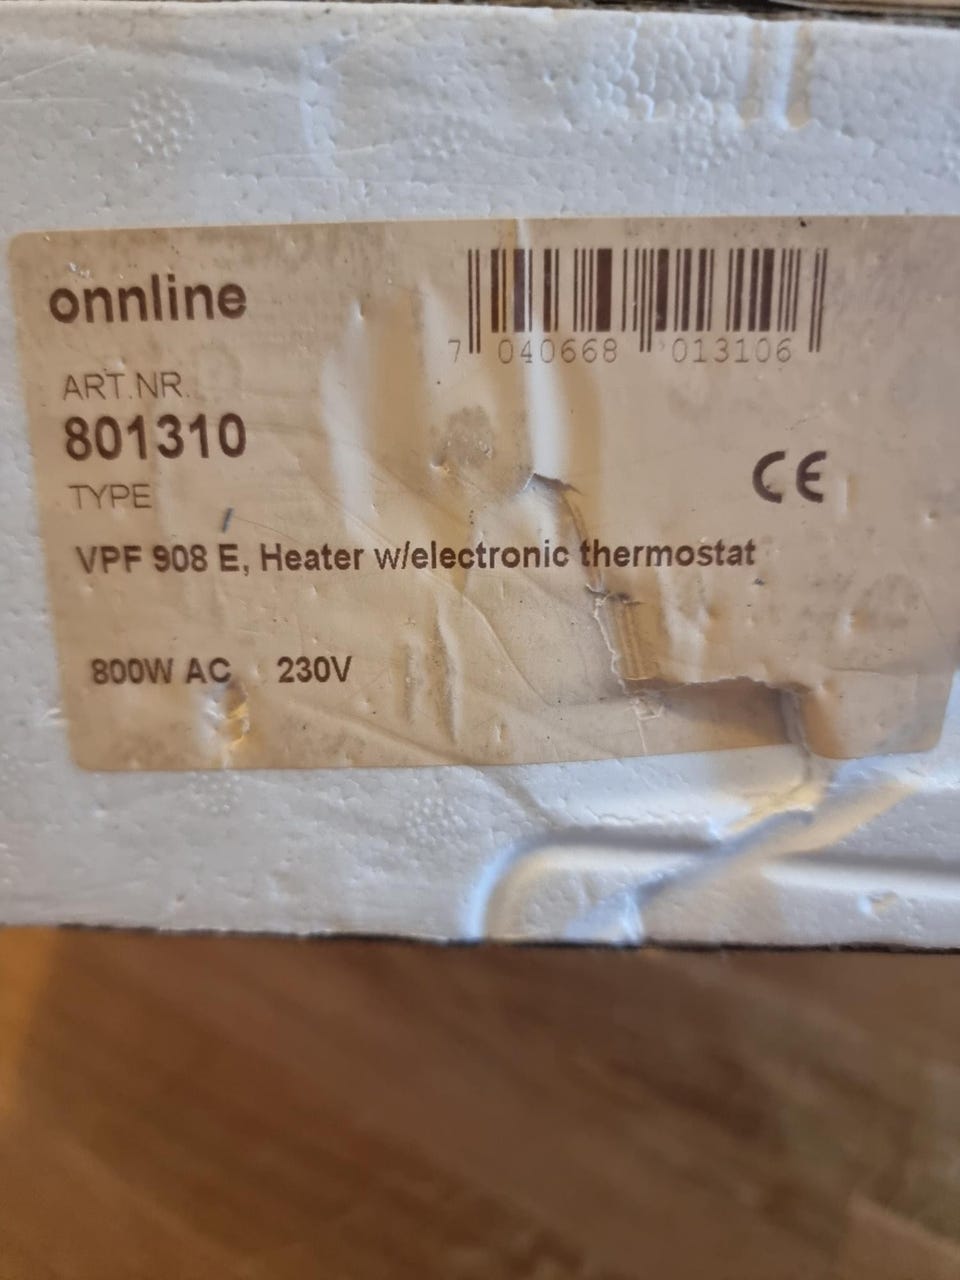 onnline
7 040668 013106
ART.NR.
801310
TYPE
CE
VPF 908 E, Heater w/electronic thermostat
800W AC 230V